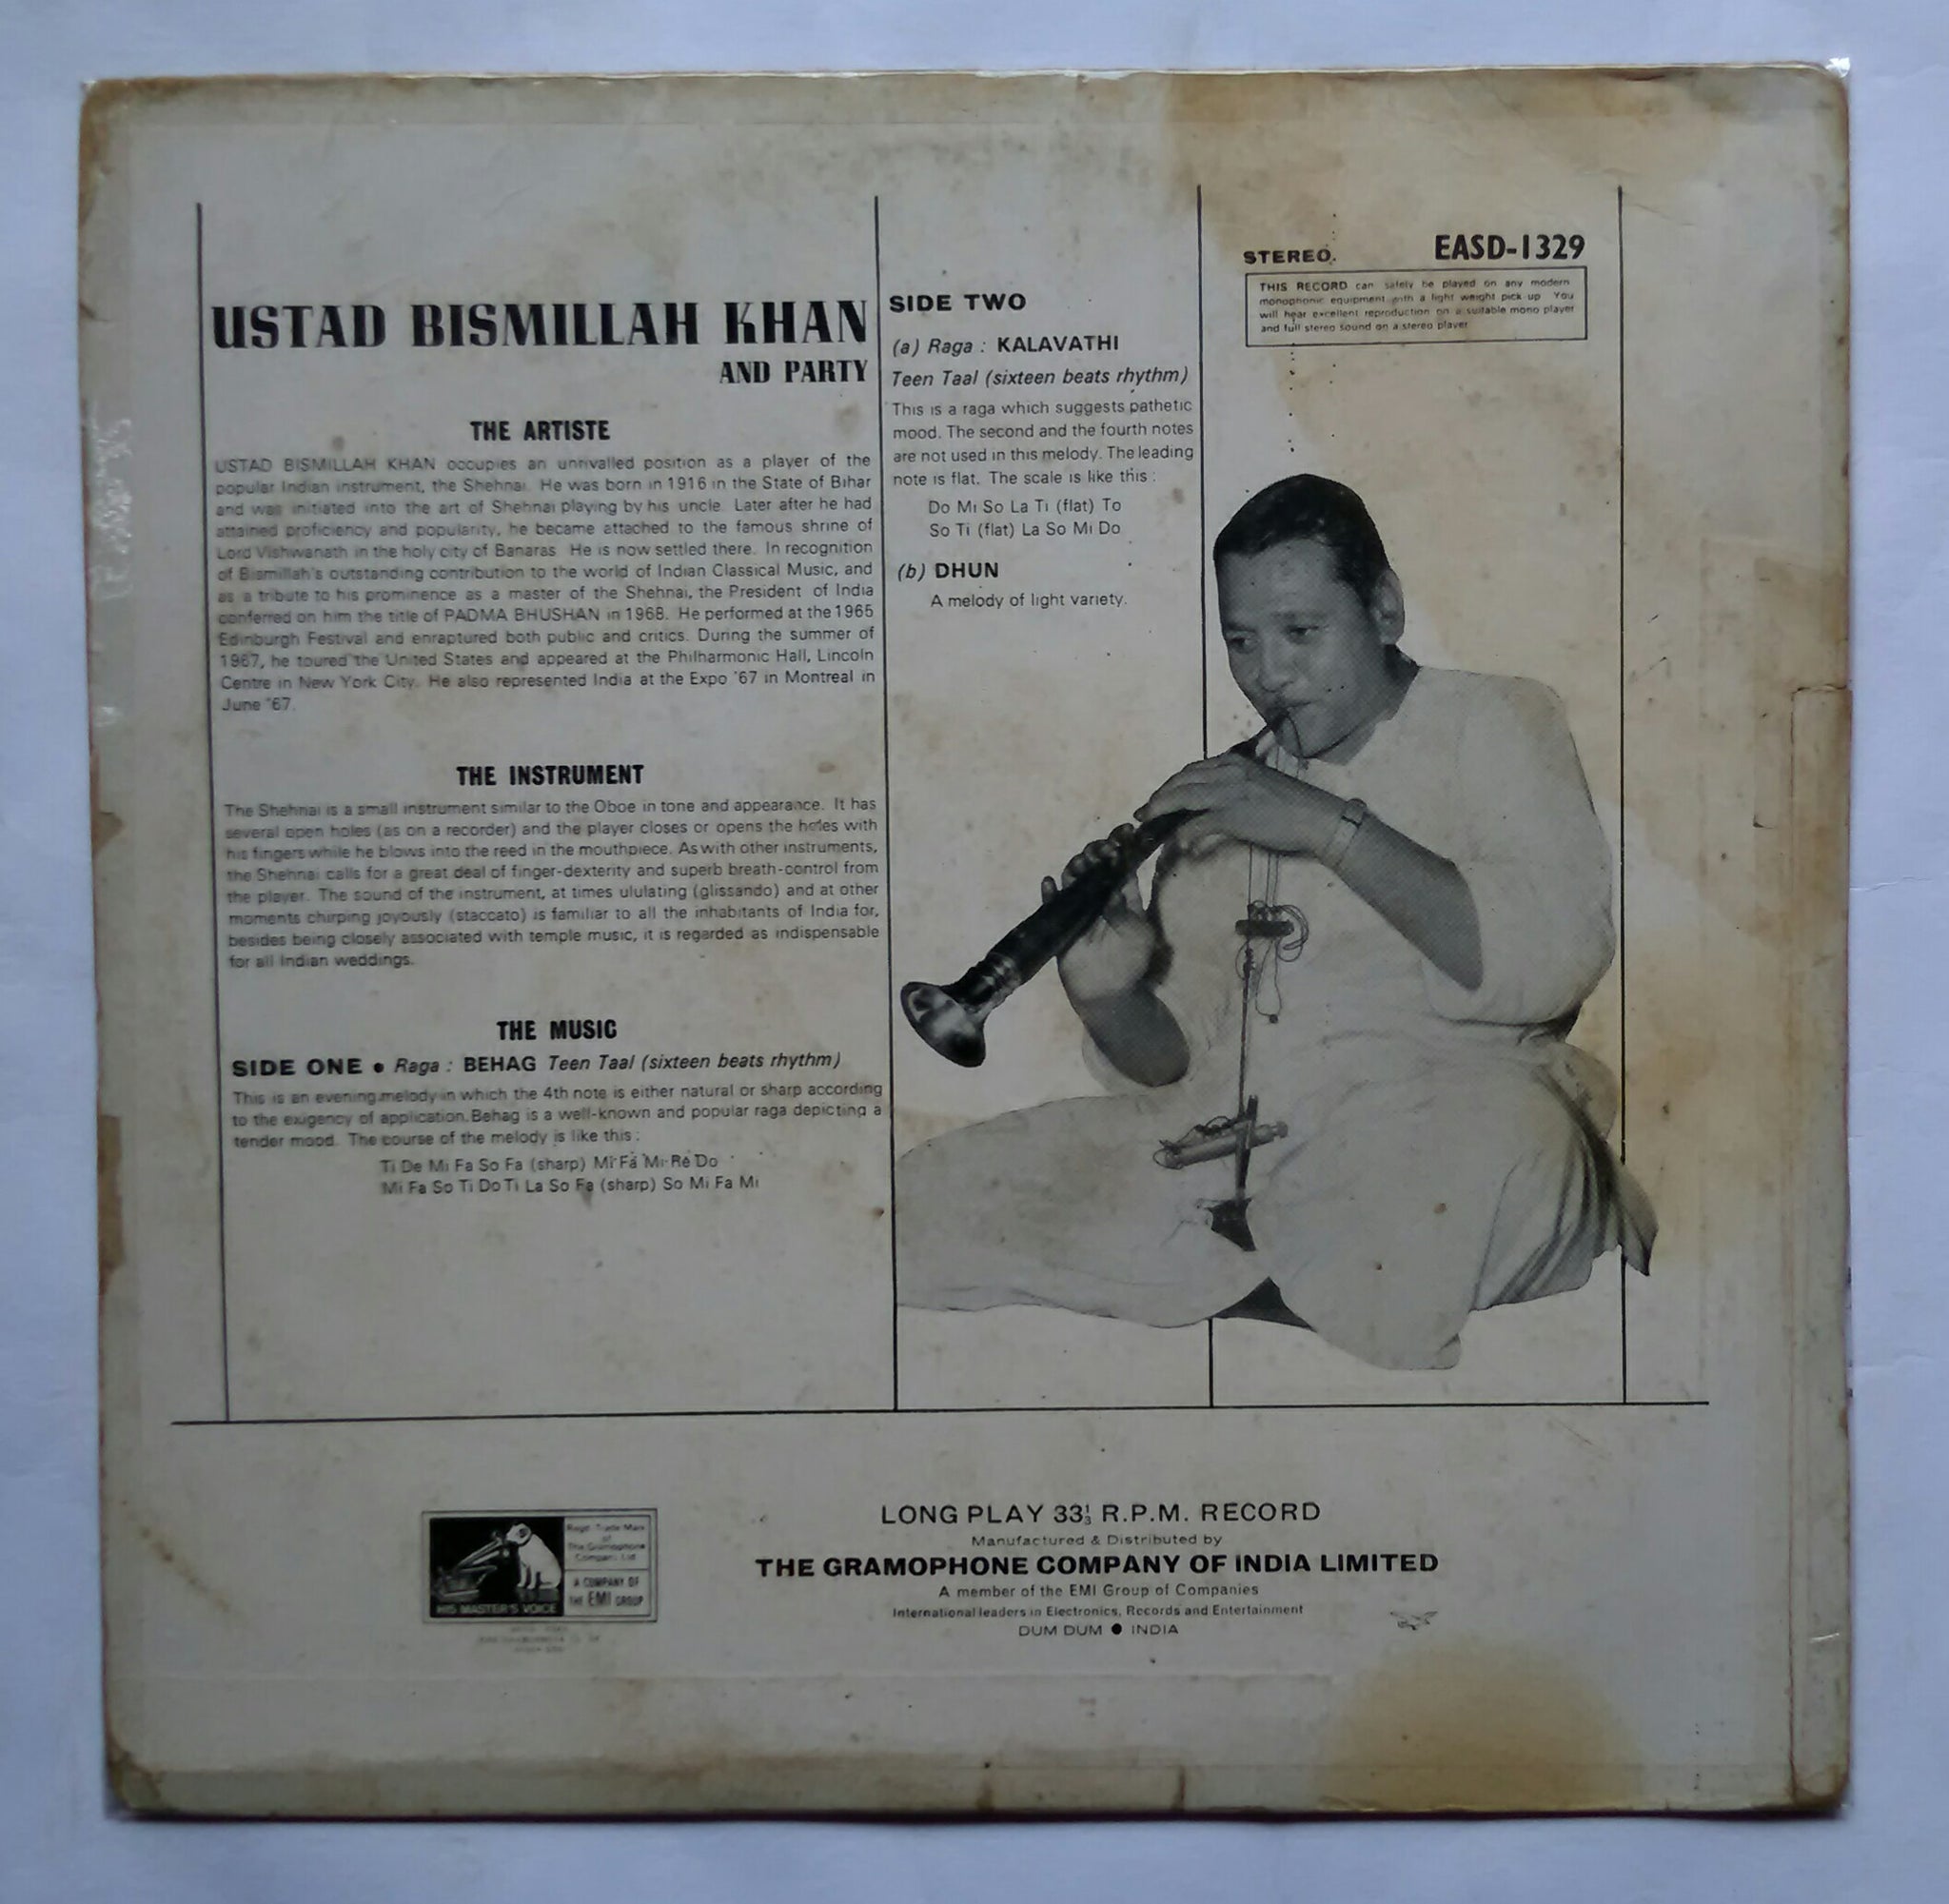 USTAD BISMILLAH KHAN
AND PARTY
THE ARTISTE
USTAD BISMILLAH KHAN occupies an unrivalled position as a player of the
popular Indian instrument, the Shehnai. He was born in 1916 in the State of Bihar
and was initiated into the art of Shehnai playing by his uncle. Later after he had
attained proficiency and popularity, he became attached to the famous shrine of
Lord Vishwanath in the holy city of Banaras. He is now settled there. In recognition
of Bismillah's outstanding contribution to the world of Indian Classical Music, and
as a tribute to his prominence as a master of the Shehnai, the President of India
conferred on him the title of PADMA BHUSHAN in 1968. He performed at the 1965
Edinburgh Festival and enraptured both public and critics. During the summer of
1967, he toured the United States and appeared at the Philharmonic Hall, Lincoln
Centre in New York City. He also represented India at the Expo '67 in Montreal in
June '67.
THE INSTRUMENT
The Shehnai is a small instrument similar to the Oboe in tone and appearance. It has
several open holes (as on a recorder) and the player closes or opens the holes with
his fingers while he blows into the reed in the mouthpiece. As with other instruments,
the Shehnai calls for a great deal of finger-dexterity and superb breath-control from
the player. The sound of the instrument, at times ululating (glissando) and at other
moments chirping joyously (staccato) is familiar to all the inhabitants of India for,
besides being closely associated with temple music, it is regarded as indispensable
for all Indian weddings.
THE MUSIC
SIDE ONE ● Raga : BEHAG Teen Taal (sixteen beats rhythm)
This is an evening melody in which the 4th note is either natural or sharp according
to the exigency of application. Behag is a well-known and popular raga depicting a
tender mood. The course of the melody is like this :
Ti De Mi Fa So Fa (sharp) Mi Fa Mi Re Do
Mi Fa So Ti Do Ti La So Fa (sharp) So Mi Fa Mi
SIDE TWO
(a) Raga : KALAVATHI
Teen Taal (sixteen beats rhythm)
This is a raga which suggests pathetic
mood. The second and the fourth notes
are not used in this melody. The leading
note is flat. The scale is like this :
Do Mi So La Ti (flat) To
So Ti (flat) La So Mi Do
(b) DHUN
A melody of light variety.
STEREO. EASD-1329
THIS RECORD can safely be played on any modern
monophonic equipment with a light weight pick up You
will hear excellent reproduction on a suitable mono player
and full stereo sound on a stereo player
HIS MASTER'S VOICE
Regd. Trade Mark
of
The Gramophone
Company Ltd
A COMPANY OF
THE EMI GROUP
LONG PLAY 33⅓ R.P.M. RECORD
Manufactured & Distributed by
THE GRAMOPHONE COMPANY OF INDIA LIMITED
A member of the EMI Group of Companies
International leaders in Electronics, Records and Entertainment
DUM DUM ● INDIA